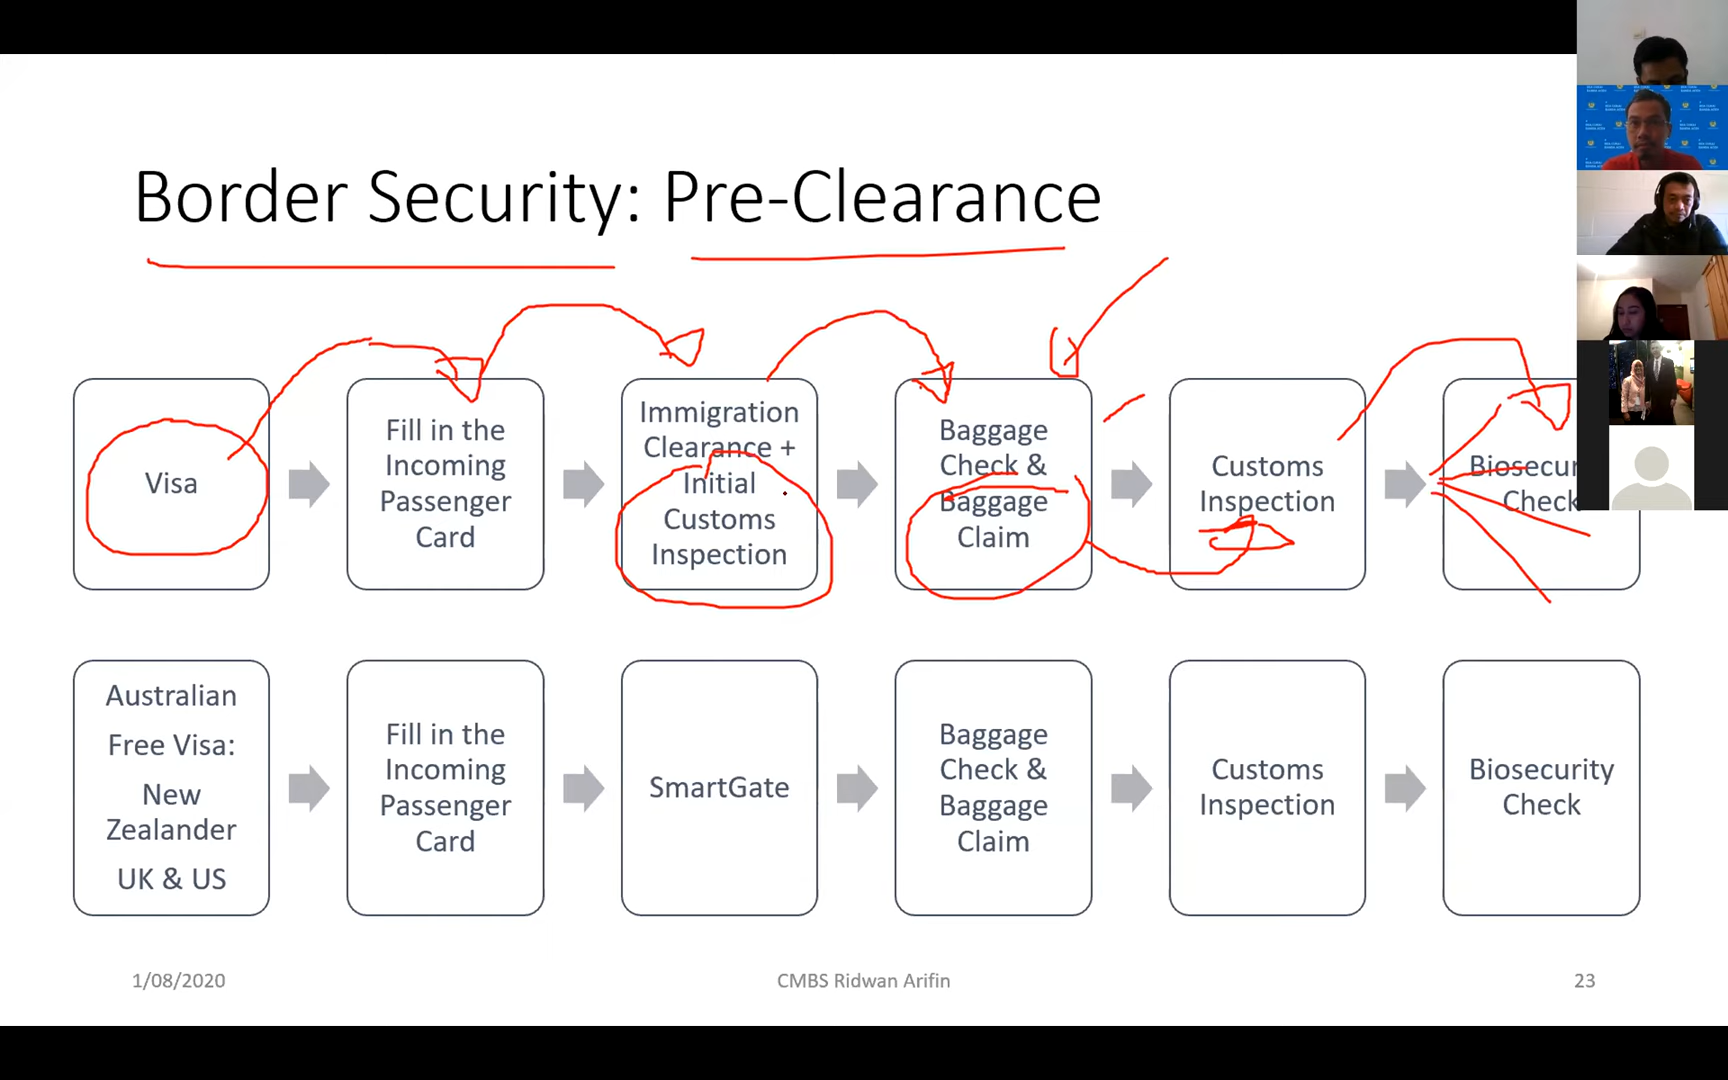 Border Security: Pre-Clearance
Visa
Fill in the
Incoming
Passenger
Card
Immigration
Clearance +
Initial
Customs
Inspection
Baggage
Check &
Baggage
Claim
Customs
Inspection
Biosecur
Check
Australian
Free Visa:
New
Zealander
UK & US
Fill in the
Incoming
Passenger
Card
SmartGate
Baggage
Check &
Baggage
Claim
Customs
Inspection
Biosecurity
Check
1/08/2020
CMBS Ridwan Arifin
23